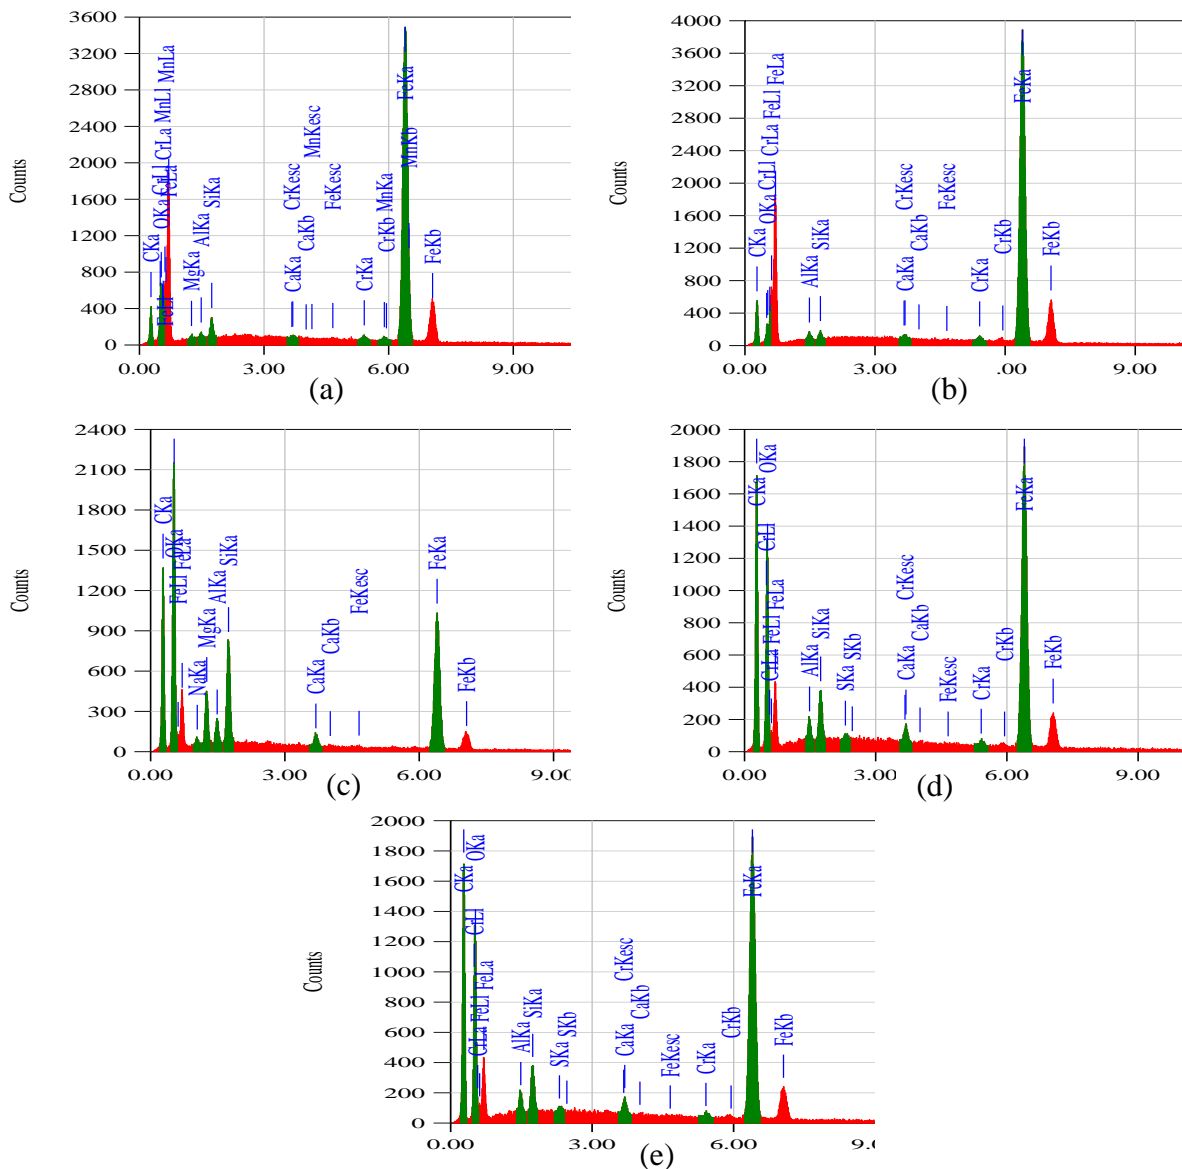 3600
3200
2800
2400
2000
1600
1200
800
400
0
Counts
CKa
OKa
FeLl
CrLl CrLa MnLl MnLa
FeLa
MgKa
AlKa
SiKa
CaKa
CrKesc
CaKb
MnKesc
FeKesc
CrKa
CrKb
MnKa
FeKa
MnKb
FeKb
0.00 3.00 6.00 9.00
(a)
4000
3600
3200
2800
2400
2000
1600
1200
800
400
0
Counts
CKa
OKa
CrLl
CrLa FeLl FeLa
AlKa
SiKa
CaKa
CrKesc
CaKb
FeKesc
CrKa
CrKb
FeKa
FeKb
0.00 3.00 6.00 9.00
(b)
2400
2100
1800
1500
1200
900
600
300
0
Counts
CKa
OKa
FeLl FeLa
NaKa
MgKa
AlKa
SiKa
CaKa
CaKb
FeKesc
FeKa
FeKb
0.00 3.00 6.00 9.00
(c)
2000
1800
1600
1400
1200
1000
800
600
400
200
0
Counts
CKa
OKa
CrLl
CrLa FeLl FeLa
AlKa
SiKa
SKa
SKb
CaKa
CrKesc
CaKb
FeKesc
CrKa
CrKb
FeKa
FeKb
0.00 3.00 6.00 9.00
(d)
2000
1800
1600
1400
1200
1000
800
600
400
200
0
Counts
CKa
OKa
CrLl
CrLa FeLl FeLa
AlKa
SiKa
SKa
SKb
CaKa
CrKesc
CaKb
FeKesc
CrKa
CrKb
FeKa
FeKb
0.00 3.00 6.00 9.0
(e)